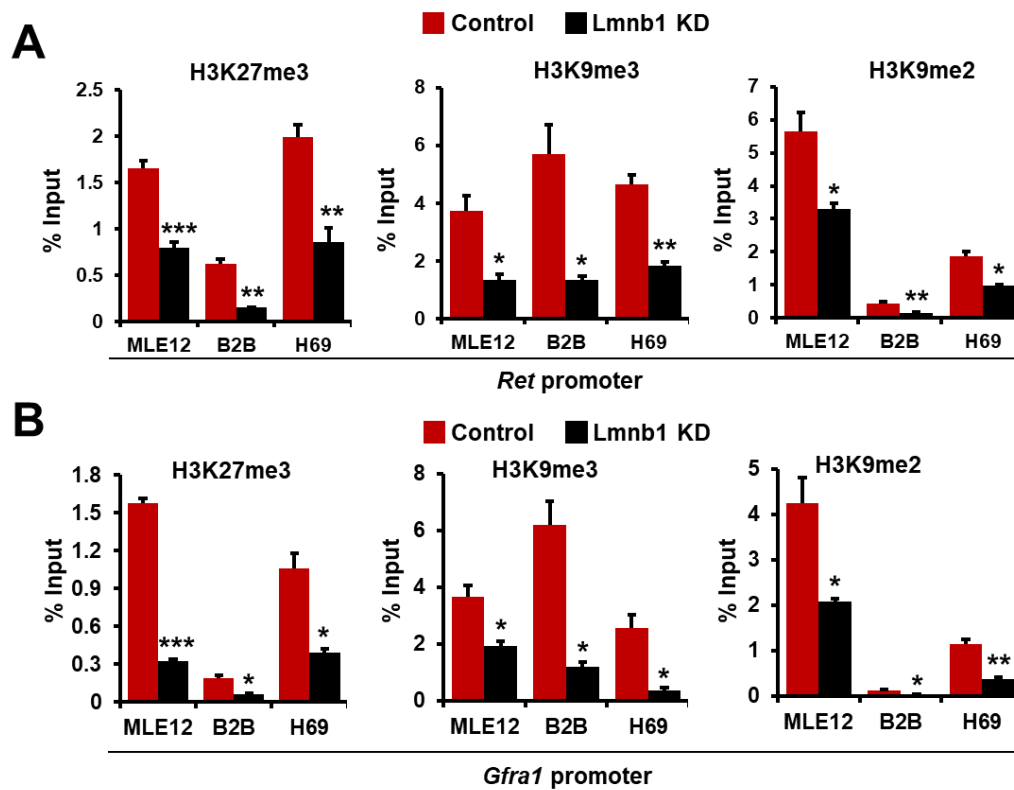 A
Control Lmnb1 KD
H3K27me3
% Input
2.5
2
1.5
1
0.5
0
***
**
**
MLE12 B2B H69
H3K9me3
% Input
8
6
4
2
0
*
*
**
MLE12 B2B H69
H3K9me2
% Input
7
6
5
4
3
2
1
0
*
**
*
MLE12 B2B H69
Ret promoter
B
Control Lmnb1 KD
H3K27me3
% Input
1.8
1.5
1.2
0.9
0.6
0.3
0
***
*
*
MLE12 B2B H69
H3K9me3
% Input
8
6
4
2
0
*
*
*
MLE12 B2B H69
H3K9me2
% Input
5
4
3
2
1
0
*
*
**
MLE12 B2B H69
Gfra1 promoter